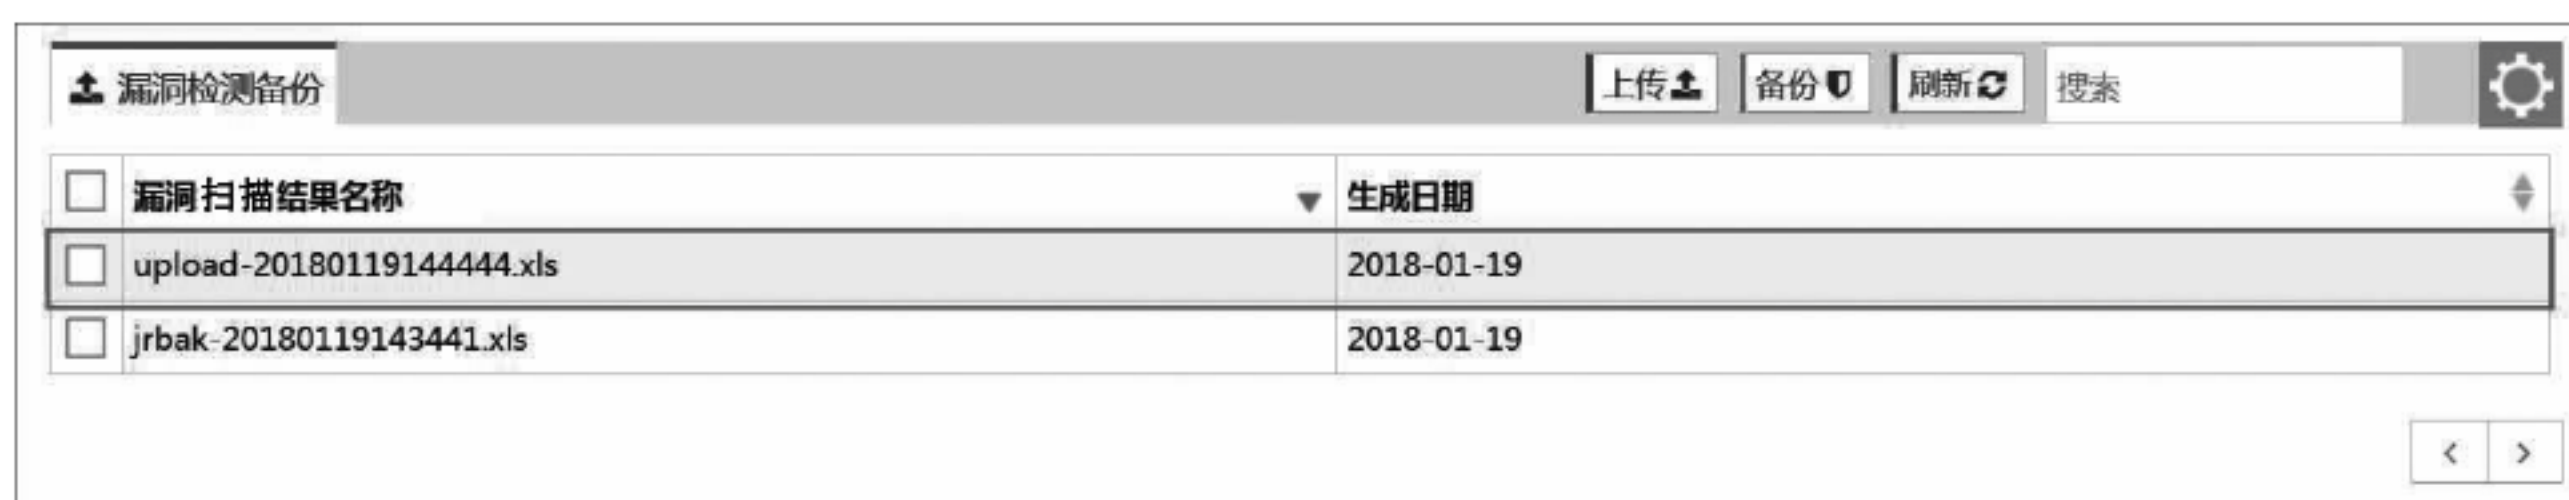 漏洞检测备份 上传 备份 刷新 搜索
漏洞扫描结果名称 生成日期
upload-20180119144444.xls 2018-01-19
jrbak-20180119143441.xls 2018-01-19